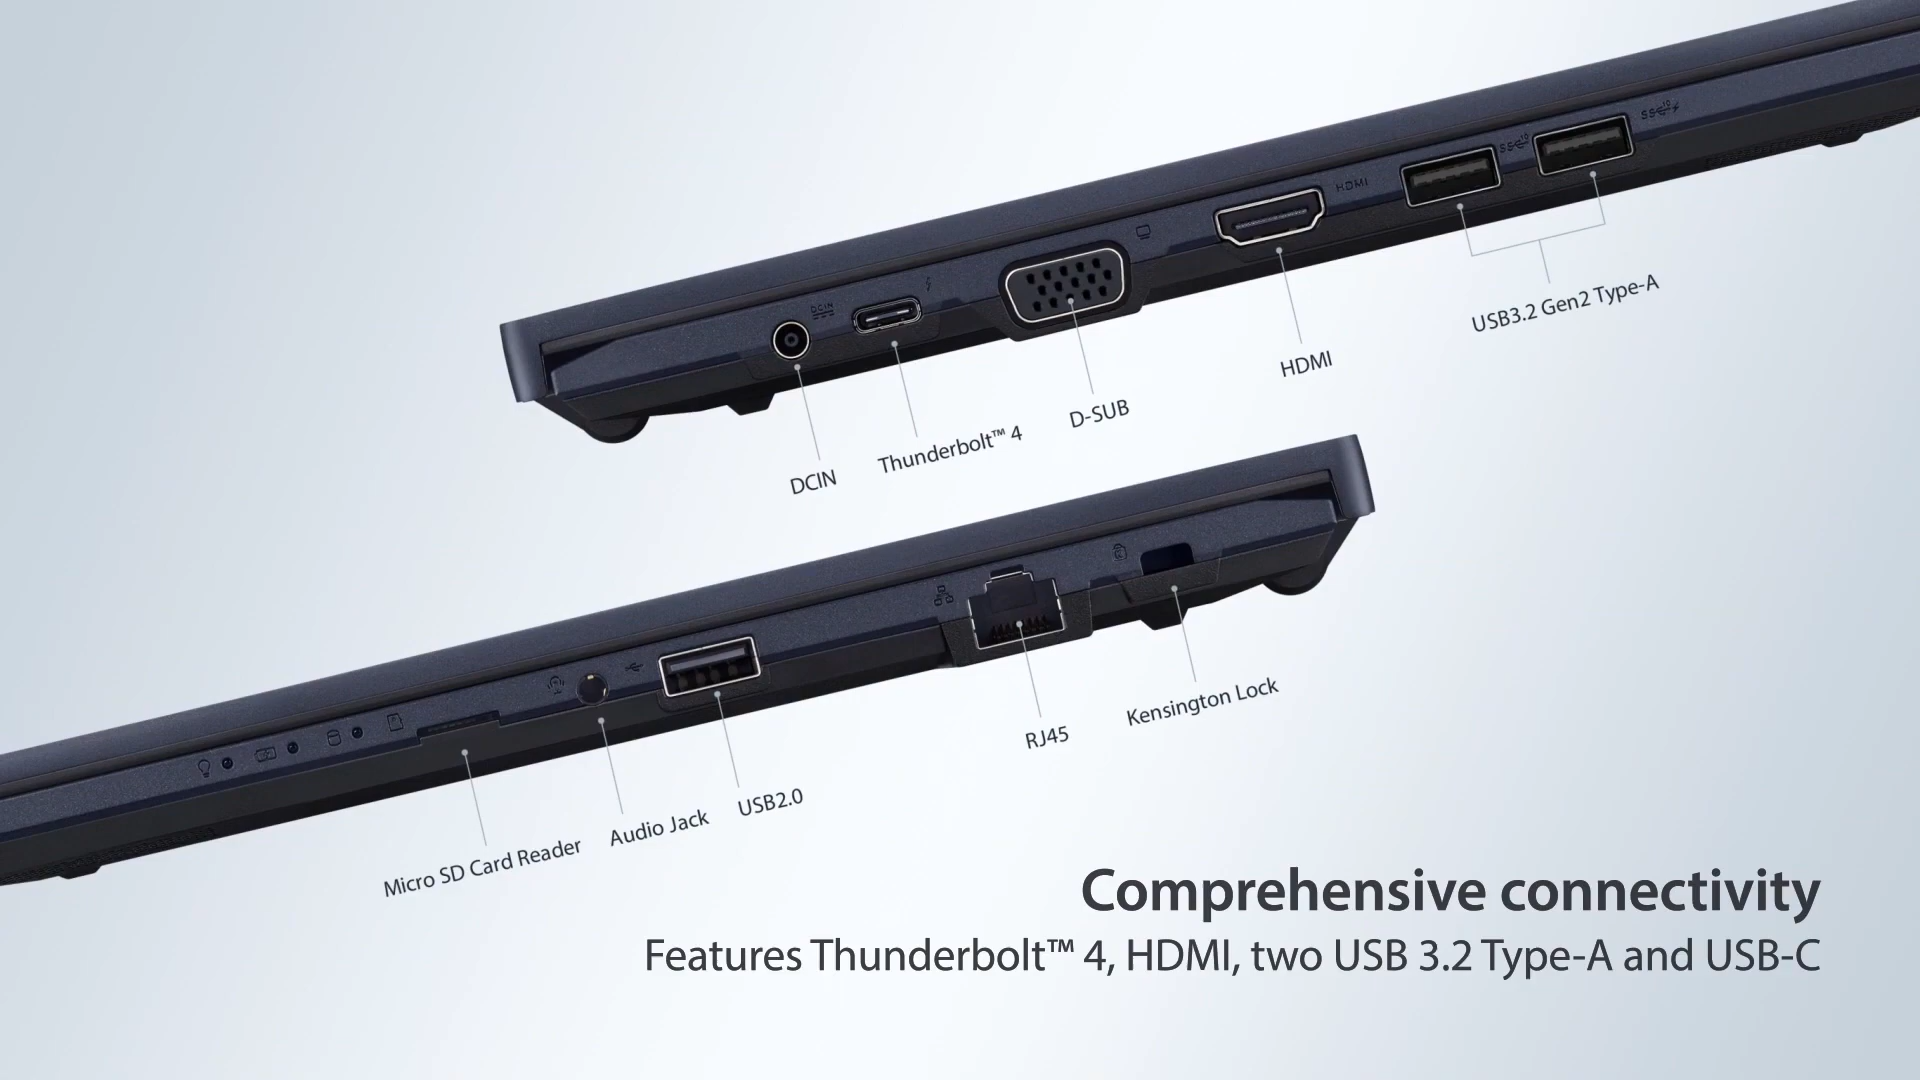 HDMI
DCIN
DCIN
Thunderbolt™ 4
D-SUB
HDMI
USB3.2 Gen2 Type-A
Micro SD Card Reader
Audio Jack
USB2.0
RJ45
Kensington Lock
Comprehensive connectivity
Features Thunderbolt™ 4, HDMI, two USB 3.2 Type-A and USB-C